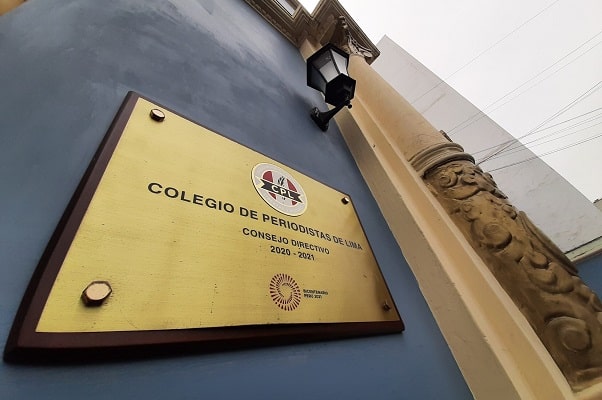 CPL
COLEGIO DE PERIODISTAS DE LIMA
CONSEJO DIRECTIVO
2020 - 2021
BICENTENARIO
PERÚ 2021